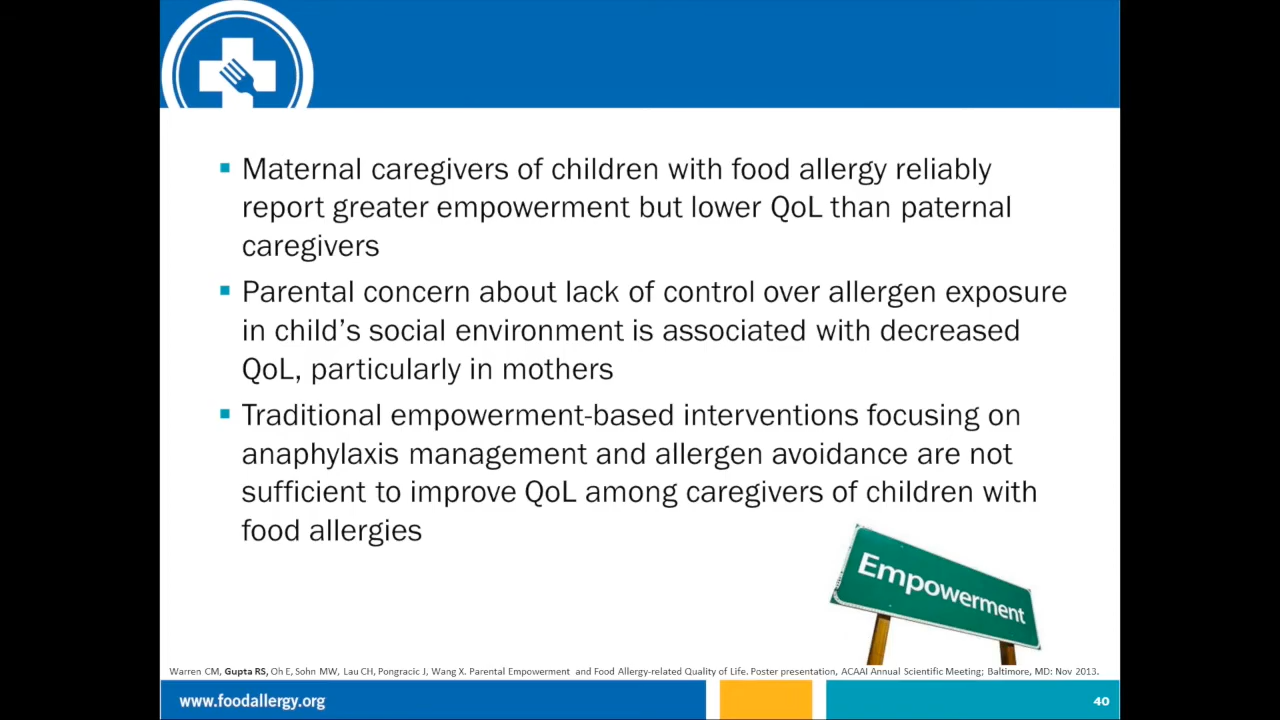 Maternal caregivers of children with food allergy reliably
report greater empowerment but lower QoL than paternal
caregivers
Parental concern about lack of control over allergen exposure
in child's social environment is associated with decreased
QoL, particularly in mothers
Traditional empowerment-based interventions focusing on
anaphylaxis management and allergen avoidance are not
sufficient to improve QoL among caregivers of children with
food allergies
Empowerment
Warren CM, Gupta RS, Oh E, Sohn MW, Lau CH, Pongracic J, Wang X. Parental Empowerment and Food Allergy-related Quality of Life. Poster presentation, ACAAI Annual Scientific Meeting; Baltimore, MD: Nov 2013.
www.foodallergy.org
40